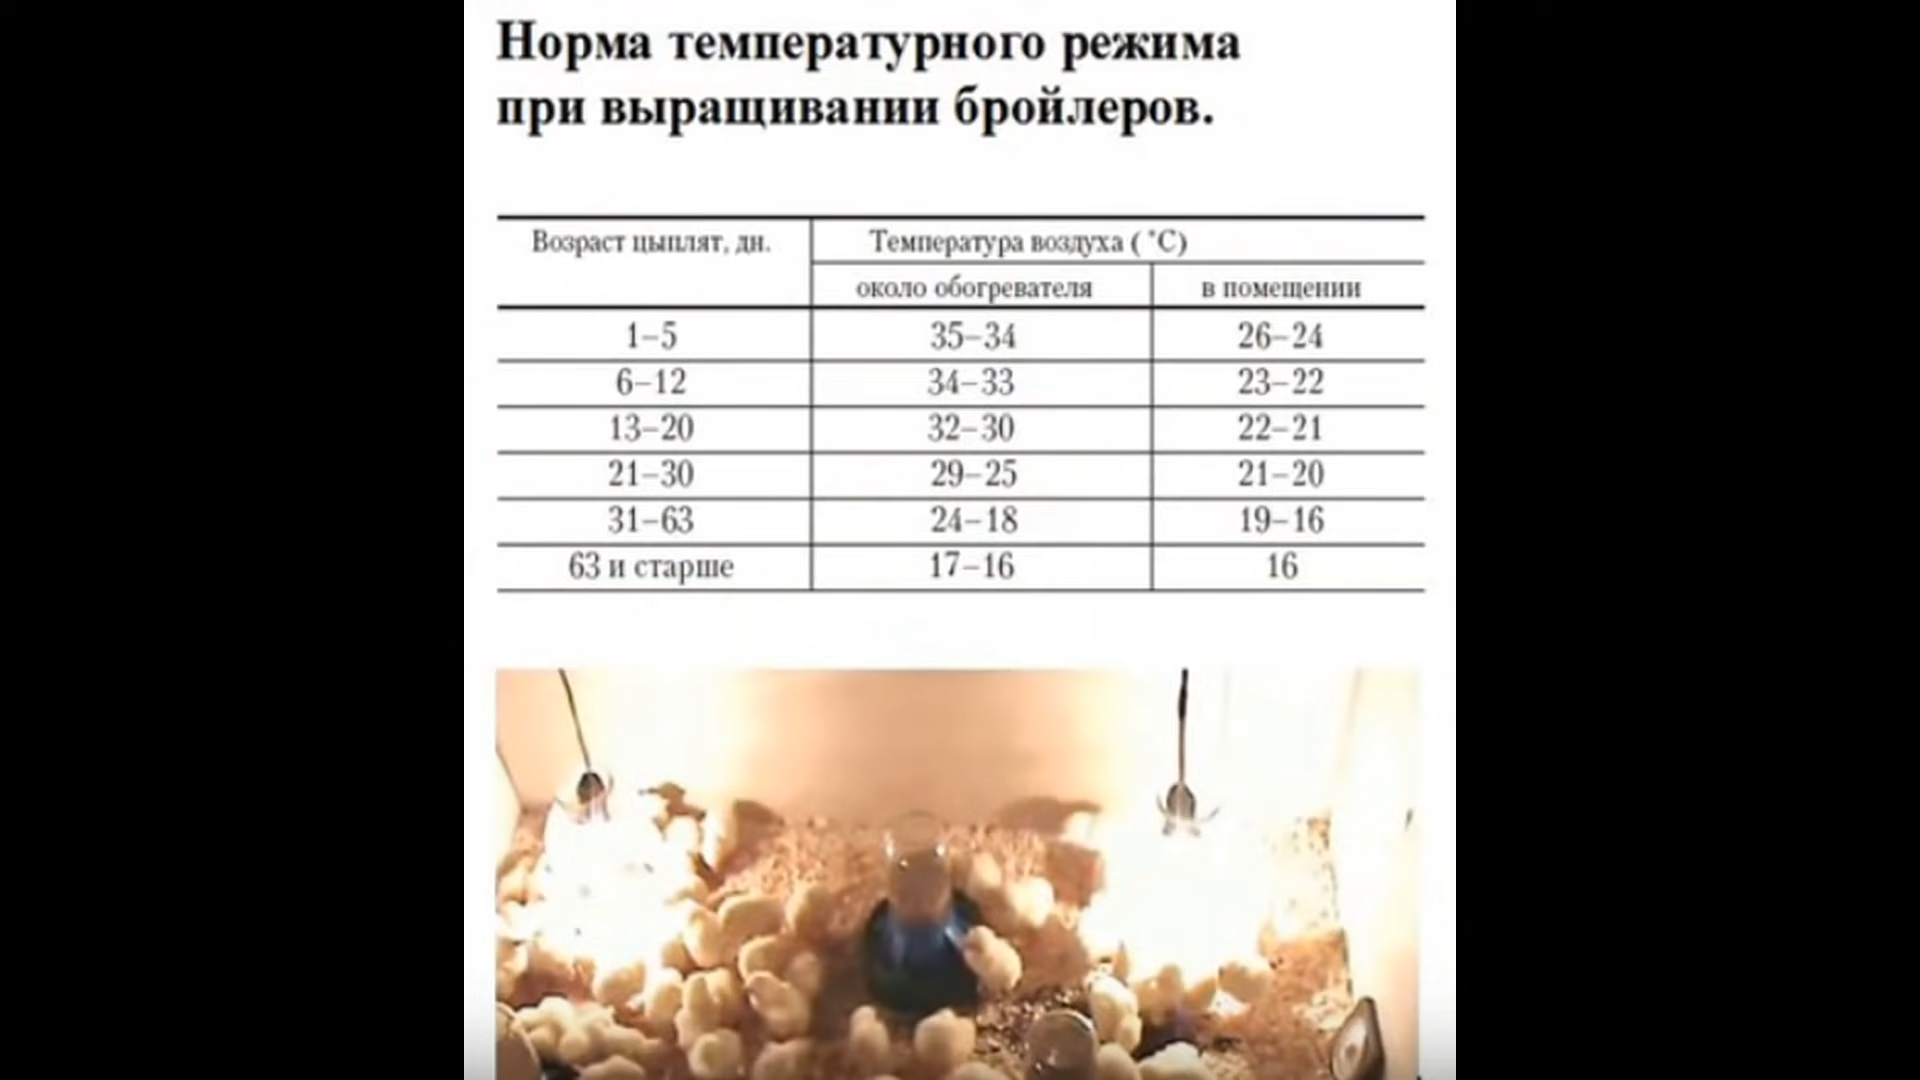 Норма температурного режима
при выращивании бройлеров.
Возраст цыплят, дн. Температура воздуха ( °C)
около обогревателя в помещении
1–5 35–34 26–24
6–12 34–33 23–22
13–20 32–30 22–21
21–30 29–25 21–20
31–63 24–18 19–16
63 и старше 17–16 16